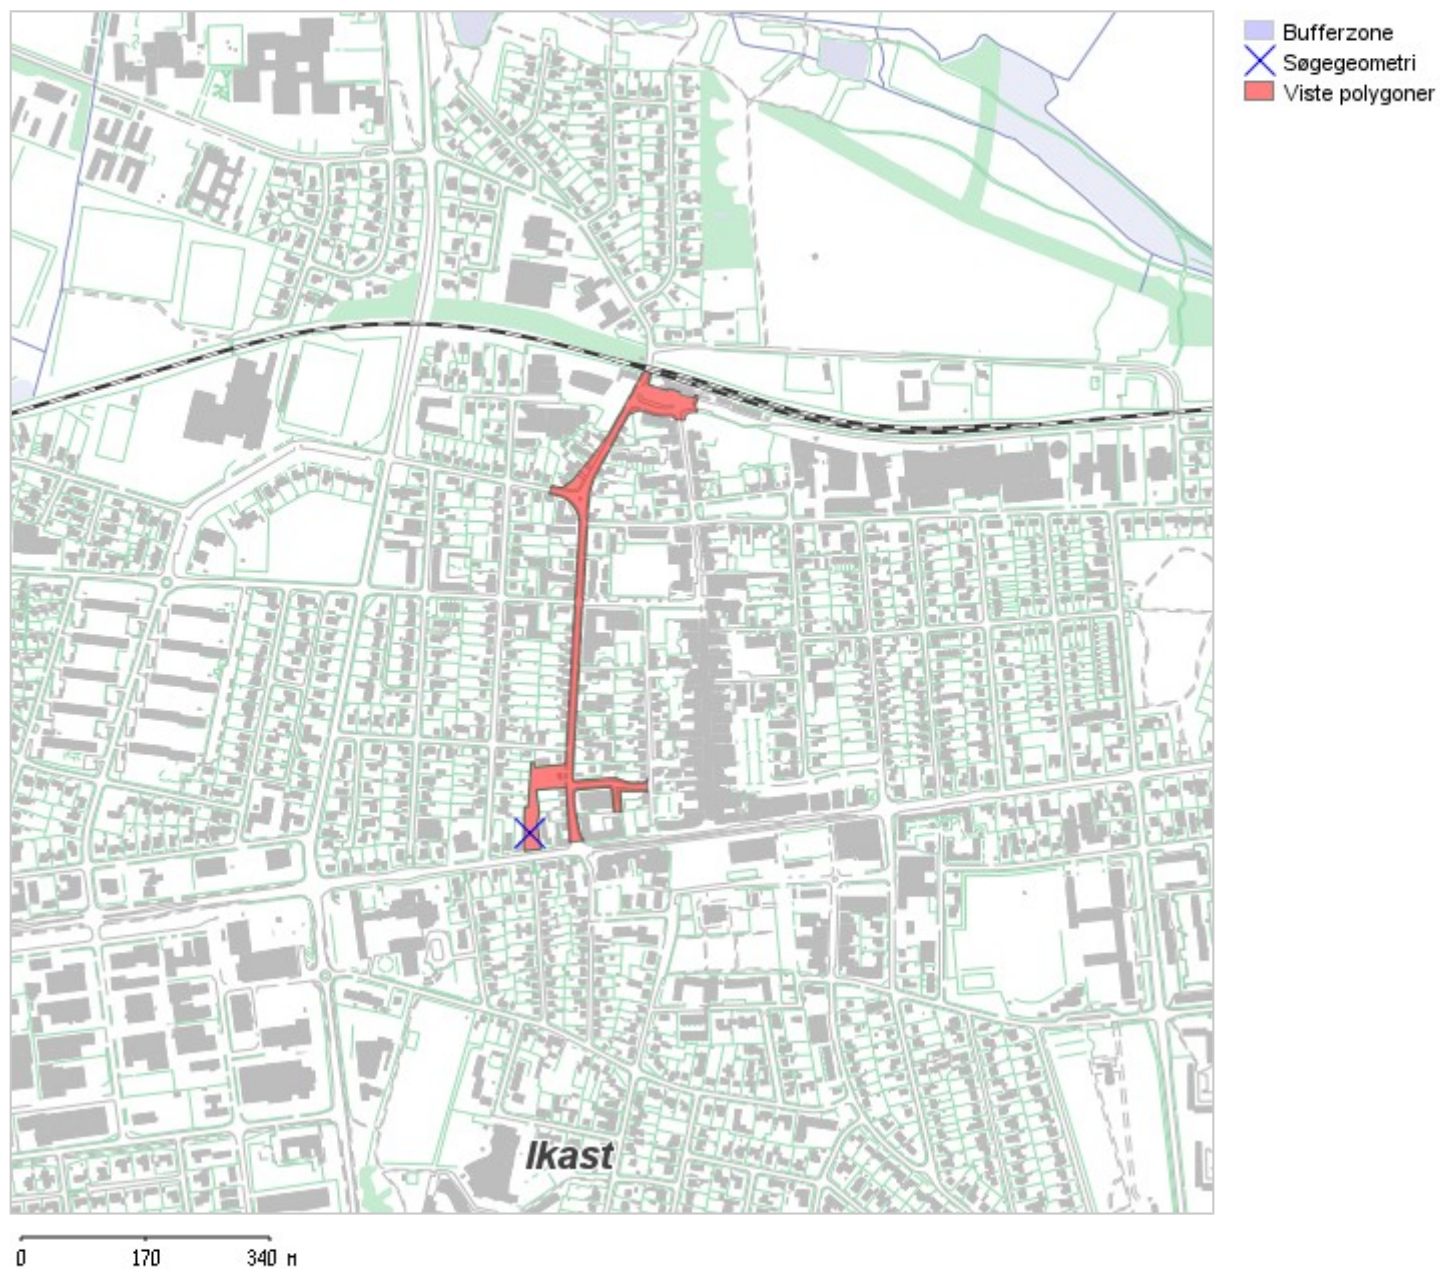 Bufferzone
Søgegeometri
Viste polygoner
Ikast
0 170 340 M